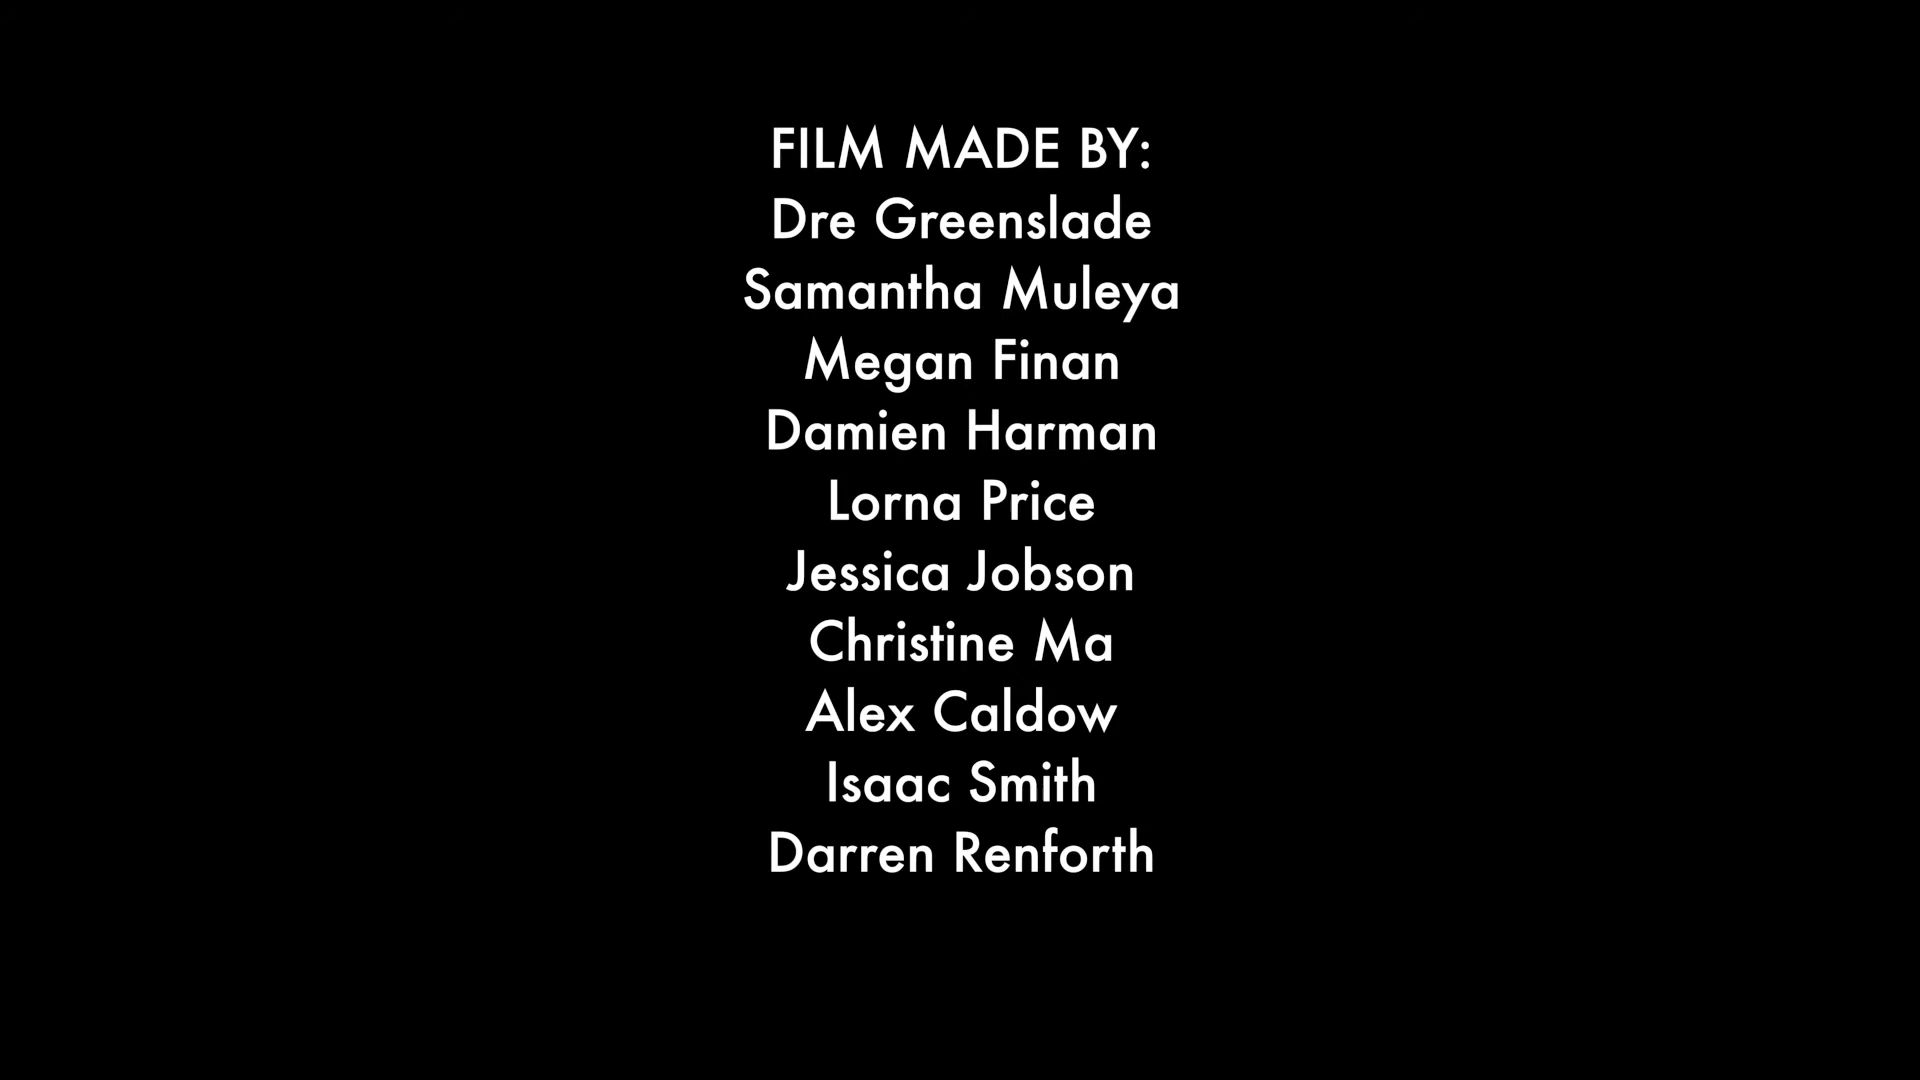 FILM MADE BY:
Dre Greenslade
Samantha Muleya
Megan Finan
Damien Harman
Lorna Price
Jessica Jobson
Christine Ma
Alex Caldow
Isaac Smith
Darren Renforth